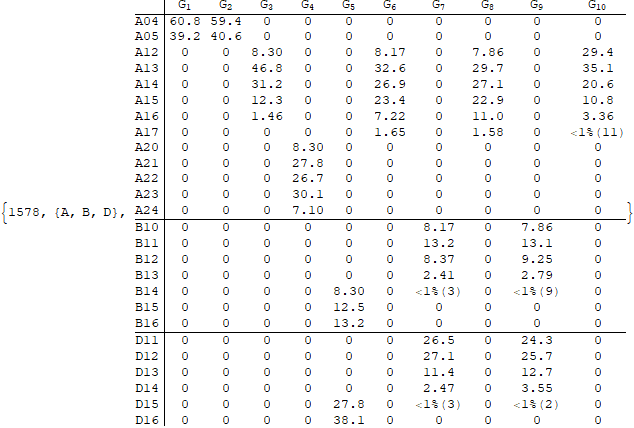 G1 G2 G3 G4 G5 G6 G7 G8 G9 G10
A04 60.8 59.4 0 0 0 0 0 0 0 0
A05 39.2 40.6 0 0 0 0 0 0 0 0
A12 0 0 8.30 0 0 8.17 0 7.86 0 29.4
A13 0 0 46.8 0 0 32.6 0 29.7 0 35.1
A14 0 0 31.2 0 0 26.9 0 27.1 0 20.6
A15 0 0 12.3 0 0 23.4 0 22.9 0 10.8
A16 0 0 1.46 0 0 7.22 0 11.0 0 3.36
A17 0 0 0 0 0 1.65 0 1.58 0 <1%(11)
A20 0 0 0 8.30 0 0 0 0 0 0
A21 0 0 0 27.8 0 0 0 0 0 0
A22 0 0 0 26.7 0 0 0 0 0 0
A23 0 0 0 30.1 0 0 0 0 0 0
{1578, {A, B, D}, A24 0 0 0 7.10 0 0 0 0 0 0 }
B10 0 0 0 0 0 0 8.17 0 7.86 0
B11 0 0 0 0 0 0 13.2 0 13.1 0
B12 0 0 0 0 0 0 8.37 0 9.25 0
B13 0 0 0 0 0 0 2.41 0 2.79 0
B14 0 0 0 0 8.30 0 <1%(3) 0 <1%(9) 0
B15 0 0 0 0 12.5 0 0 0 0 0
B16 0 0 0 0 13.2 0 0 0 0 0
D11 0 0 0 0 0 0 26.5 0 24.3 0
D12 0 0 0 0 0 0 27.1 0 25.7 0
D13 0 0 0 0 0 0 11.4 0 12.7 0
D14 0 0 0 0 0 0 2.47 0 3.55 0
D15 0 0 0 0 27.8 0 <1%(3) 0 <1%(2) 0
D16 0 0 0 0 38.1 0 0 0 0 0